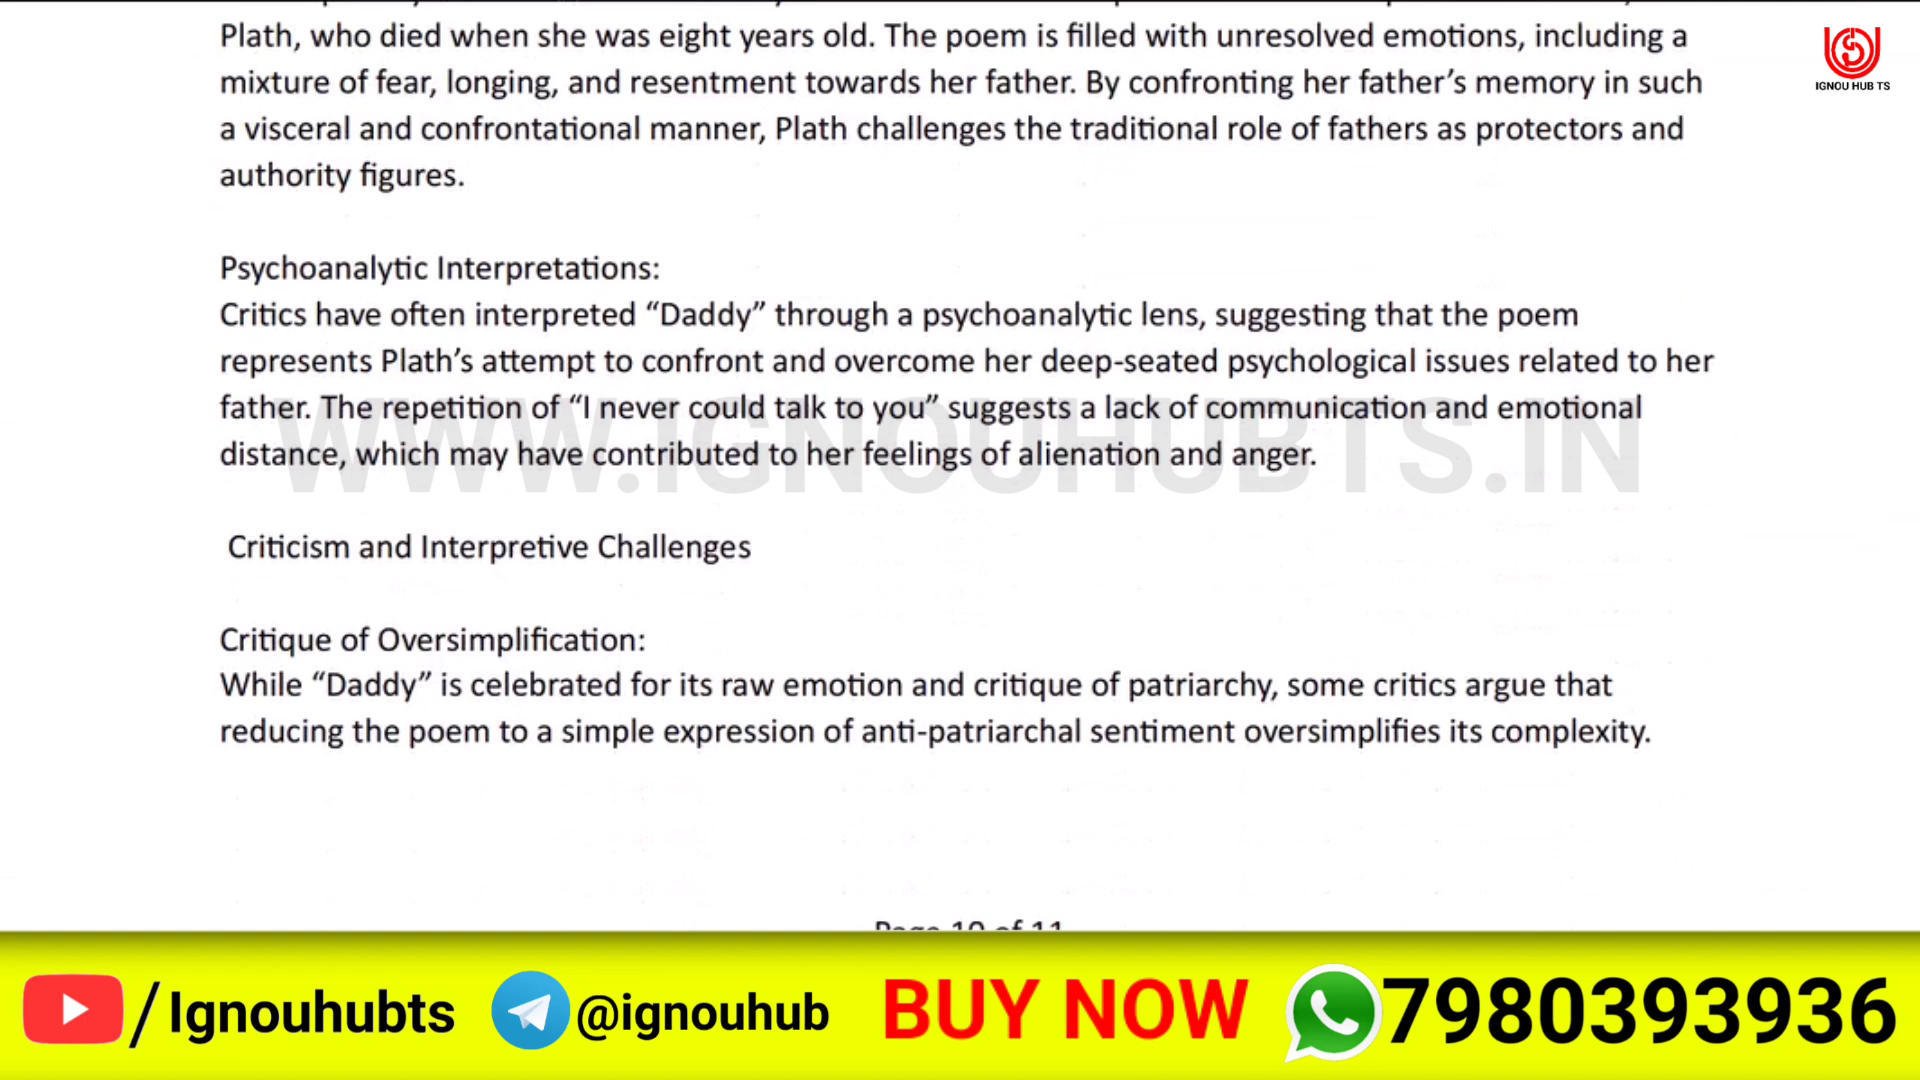 Plath, who died when she was eight years old. The poem is filled with unresolved emotions, including a
mixture of fear, longing, and resentment towards her father. By confronting her father’s memory in such
a visceral and confrontational manner, Plath challenges the traditional role of fathers as protectors and
authority figures.
Psychoanalytic Interpretations:
Critics have often interpreted “Daddy” through a psychoanalytic lens, suggesting that the poem
represents Plath’s attempt to confront and overcome her deep-seated psychological issues related to her
father. The repetition of “I never could talk to you” suggests a lack of communication and emotional
distance, which may have contributed to her feelings of alienation and anger.
WWW.IGNOUHUBTS.IN
Criticism and Interpretive Challenges
Critique of Oversimplification:
While “Daddy” is celebrated for its raw emotion and critique of patriarchy, some critics argue that
reducing the poem to a simple expression of anti-patriarchal sentiment oversimplifies its complexity.
Page 10 of 11
IGNOU HUB TS
/Ignouhubts @ignouhub BUY NOW 7980393936